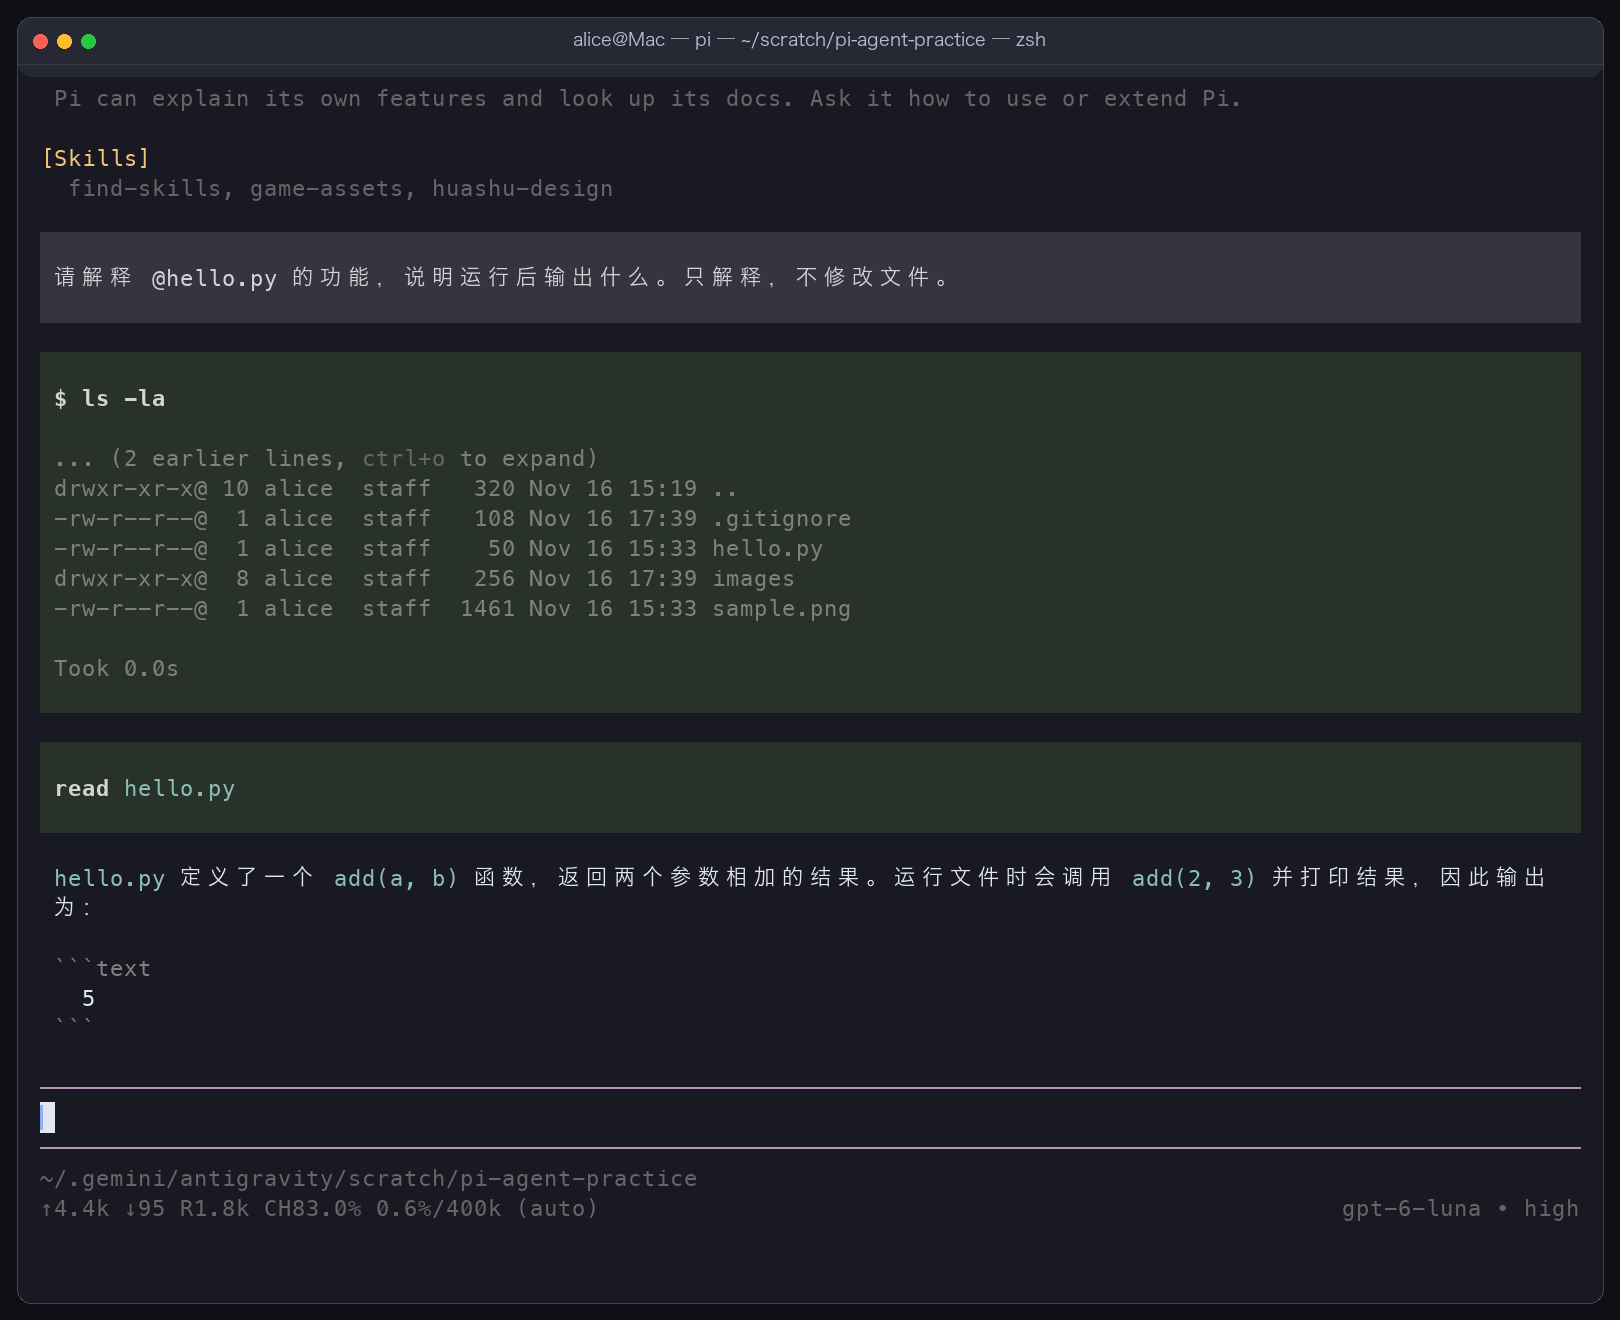 alice@Mac — pi — ~/scratch/pi-agent-practice — zsh
Pi can explain its own features and look up its docs. Ask it how to use or extend Pi.
[Skills]
find-skills, game-assets, huashu-design
请解释 @hello.py 的功能，说明运行后输出什么。只解释，不修改文件。
$ ls -la
... (2 earlier lines, ctrl+o to expand)
drwxr-xr-x@ 10 alice  staff   320 Nov 16 15:19 ..
-rw-r--r--@  1 alice  staff   108 Nov 16 17:39 .gitignore
-rw-r--r--@  1 alice  staff    50 Nov 16 15:33 hello.py
drwxr-xr-x@  8 alice  staff   256 Nov 16 17:39 images
-rw-r--r--@  1 alice  staff  1461 Nov 16 15:33 sample.png
Took 0.0s
read hello.py
hello.py 定义了一个 add(a, b) 函数，返回两个参数相加的结果。运行文件时会调用 add(2, 3) 并打印结果，因此输出
为：
```text
5
```
~/.gemini/antigravity/scratch/pi-agent-practice
↑4.4k ↓95 R1.8k CH83.0% 0.6%/400k (auto) gpt-6-luna • high